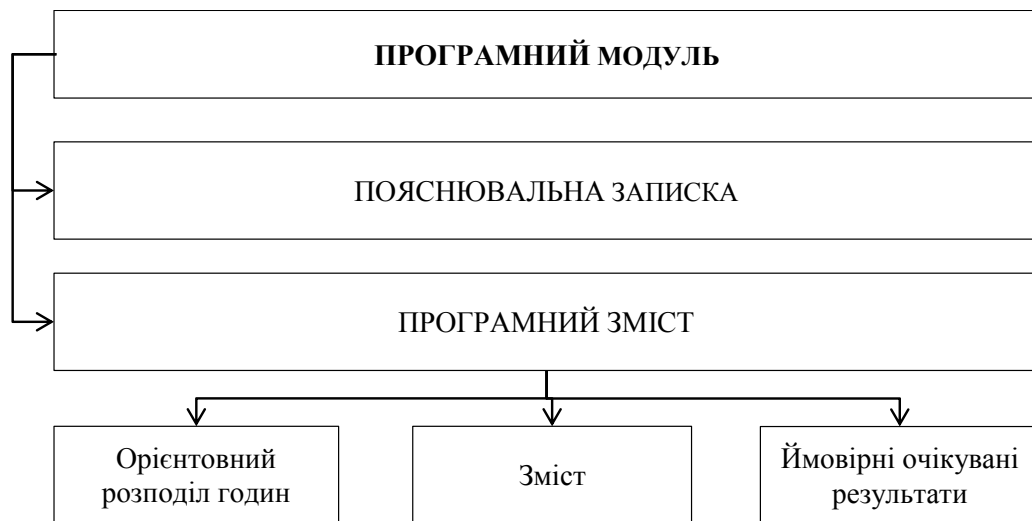 ПРОГРАМНИЙ МОДУЛЬ
ПОЯСНЮВАЛЬНА ЗАПИСКА
ПРОГРАМНИЙ ЗМІСТ
Орієнтовний
розподіл годин
Зміст
Ймовірні очікувані
результати